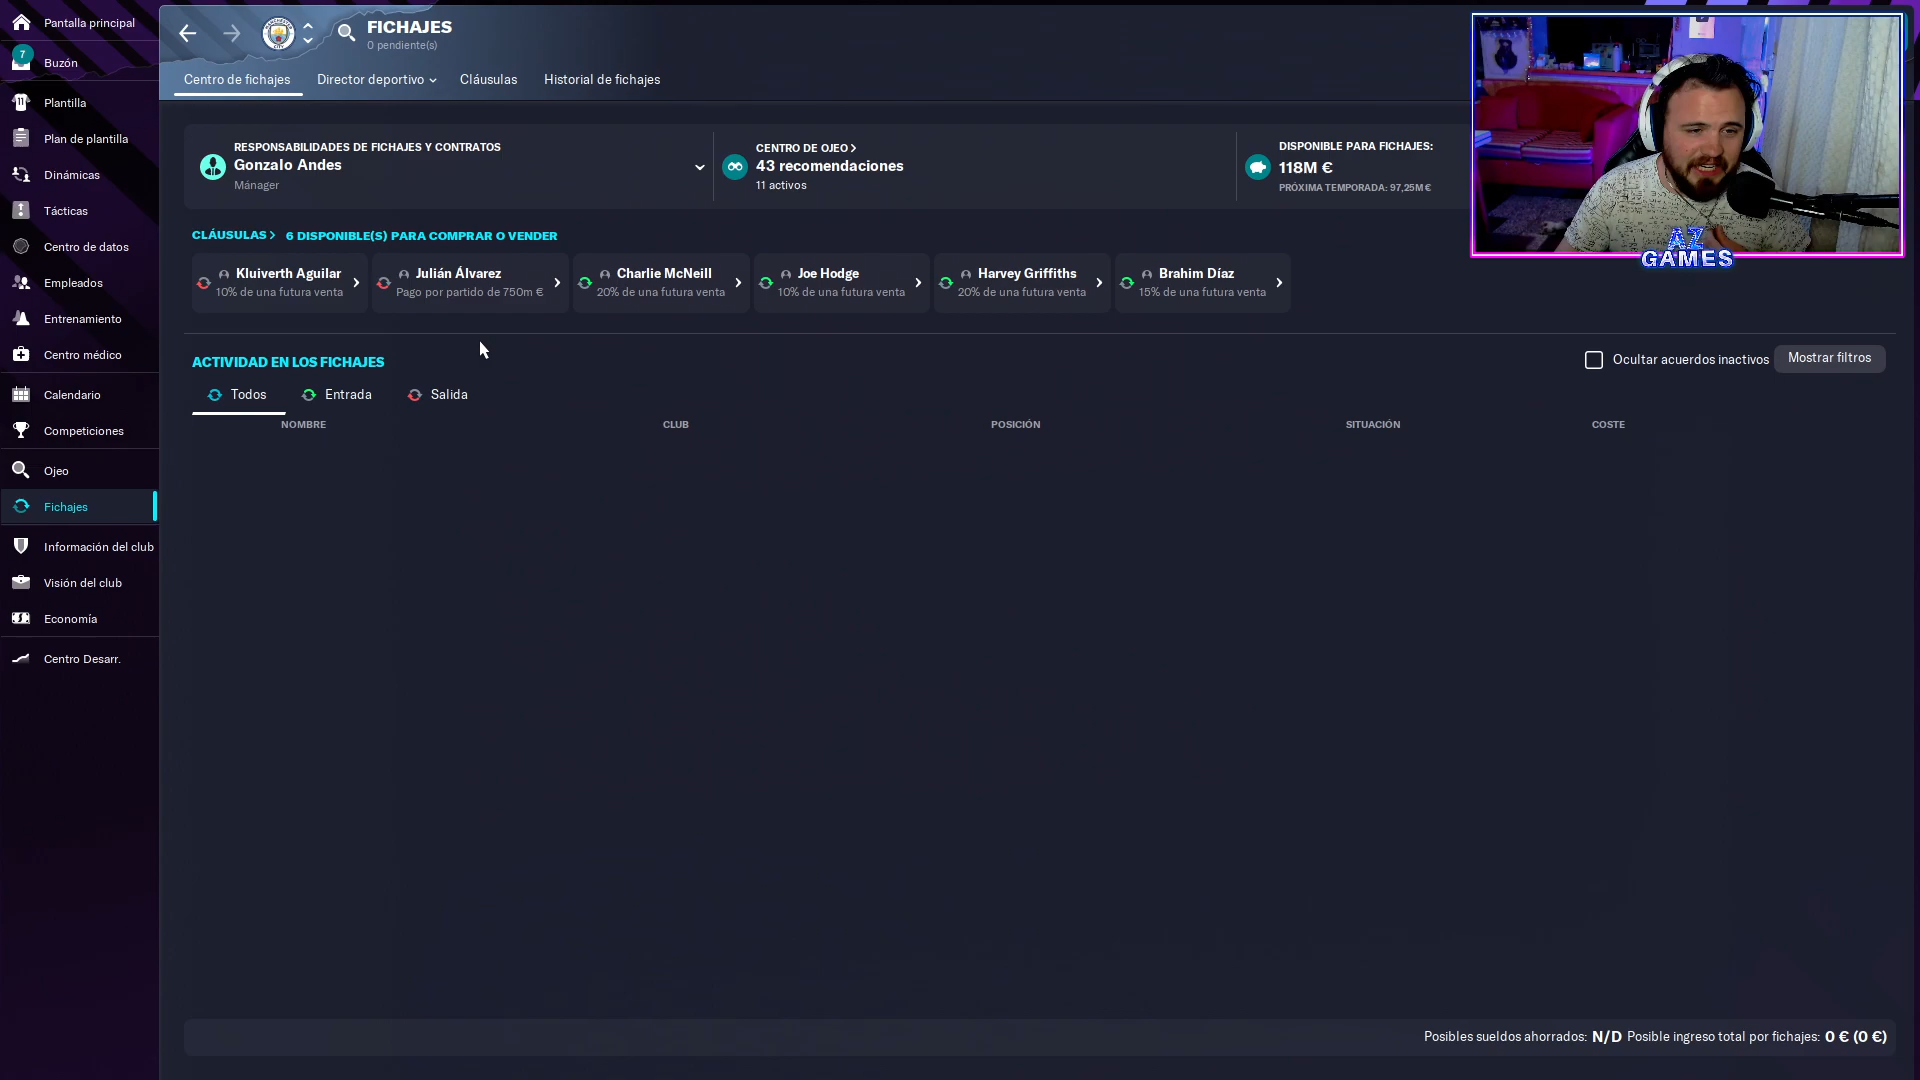 Pantalla principal
7
Buzón
Plantilla
Plan de plantilla
Dinámicas
Tácticas
Centro de datos
Empleados
Entrenamiento
Centro médico
Calendario
Competiciones
Ojeo
Fichajes
Información del club
Visión del club
Economía
Centro Desarr.
FICHAJES
0 pendiente(s)
Centro de fichajes
Director deportivo
Cláusulas
Historial de fichajes
RESPONSABILIDADES DE FICHAJES Y CONTRATOS
Gonzalo Andes
Mánager
CENTRO DE OJEO >
43 recomendaciones
11 activos
DISPONIBLE PARA FICHAJES:
118M €
PRÓXIMA TEMPORADA: 97,25M €
AZ
GAMES
CLÁUSULAS > 6 DISPONIBLE(S) PARA COMPRAR O VENDER
Kluiverth Aguilar
10% de una futura venta
Julián Álvarez
Pago por partido de 750m €
Charlie McNeill
20% de una futura venta
Joe Hodge
10% de una futura venta
Harvey Griffiths
20% de una futura venta
Brahim Díaz
15% de una futura venta
ACTIVIDAD EN LOS FICHAJES
Ocultar acuerdos inactivos
Mostrar filtros
Todos
Entrada
Salida
NOMBRE CLUB POSICIÓN SITUACIÓN COSTE
Posibles sueldos ahorrados: N/D Posible ingreso total por fichajes: 0 € (0 €)